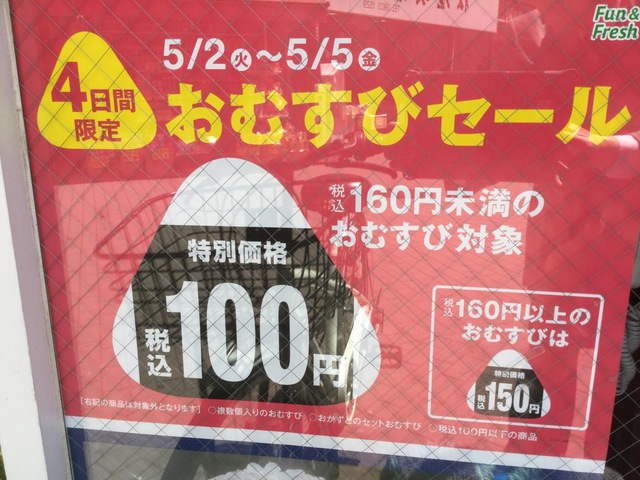 Fun &
Fresh
5/2(火)～5/5(金)
4日間
限定
おむすびセール
税込160円未満の
おむすび対象
特別価格
税込100円
税込160円以上の
おむすびは
特別価格
税込150円
【右記の商品は対象外となります】 ○複数個入りのおむすび ○おかずとのセットおむすび ○税込100円以下の商品